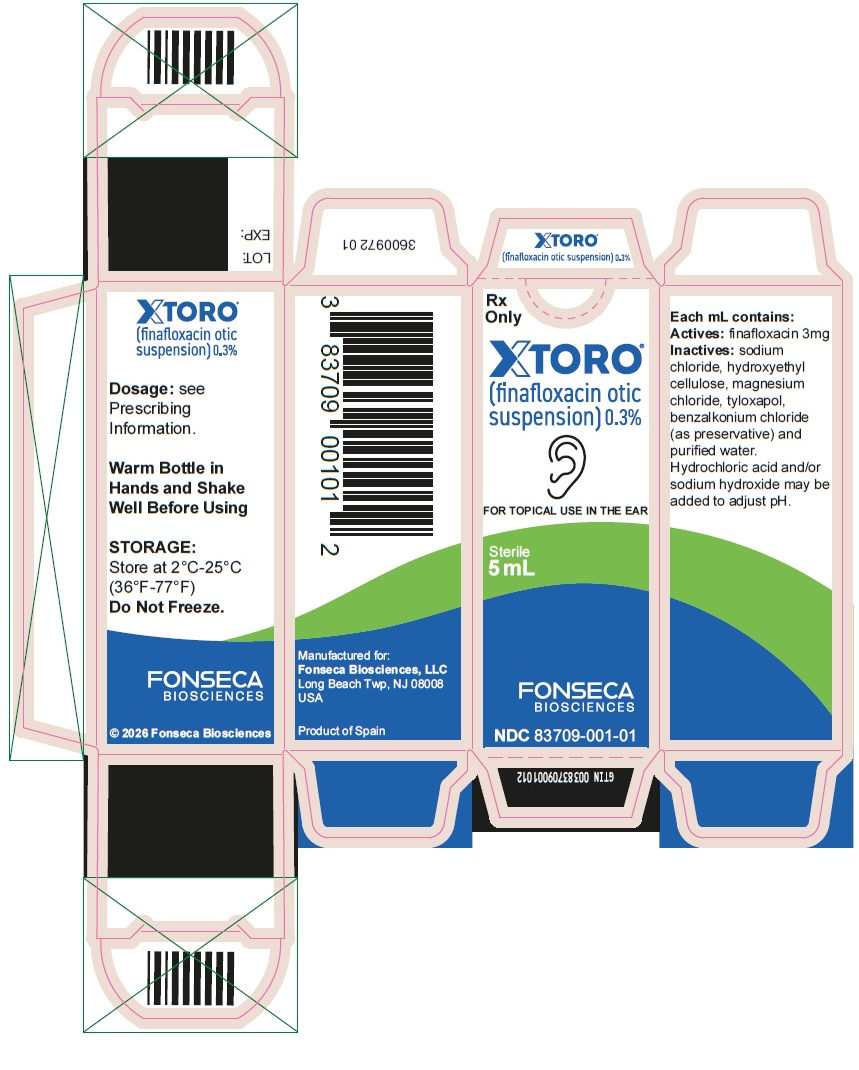 EXP:
LOT:
3600972 01
XTORO®
(finafloxacin otic suspension) 0.3%
XTORO®
(finafloxacin otic
suspension) 0.3%
Dosage: see
Prescribing
Information.
Warm Bottle in
Hands and Shake
Well Before Using
STORAGE:
Store at 2°C-25°C
(36°F-77°F)
Do Not Freeze.
FONSECA
BIOSCIENCES
© 2026 Fonseca Biosciences
3 83709 00101 2
Manufactured for:
Fonseca Biosciences, LLC
Long Beach Twp, NJ 08008
USA
Product of Spain
Rx
Only
XTORO®
(finafloxacin otic
suspension) 0.3%
FOR TOPICAL USE IN THE EAR
Sterile
5 mL
FONSECA
BIOSCIENCES
NDC 83709-001-01
GTIN 00383709001012
Each mL contains:
Actives: finafloxacin 3mg
Inactives: sodium
chloride, hydroxyethyl
cellulose, magnesium
chloride, tyloxapol,
benzalkonium chloride
(as preservative) and
purified water.
Hydrochloric acid and/or
sodium hydroxide may be
added to adjust pH.